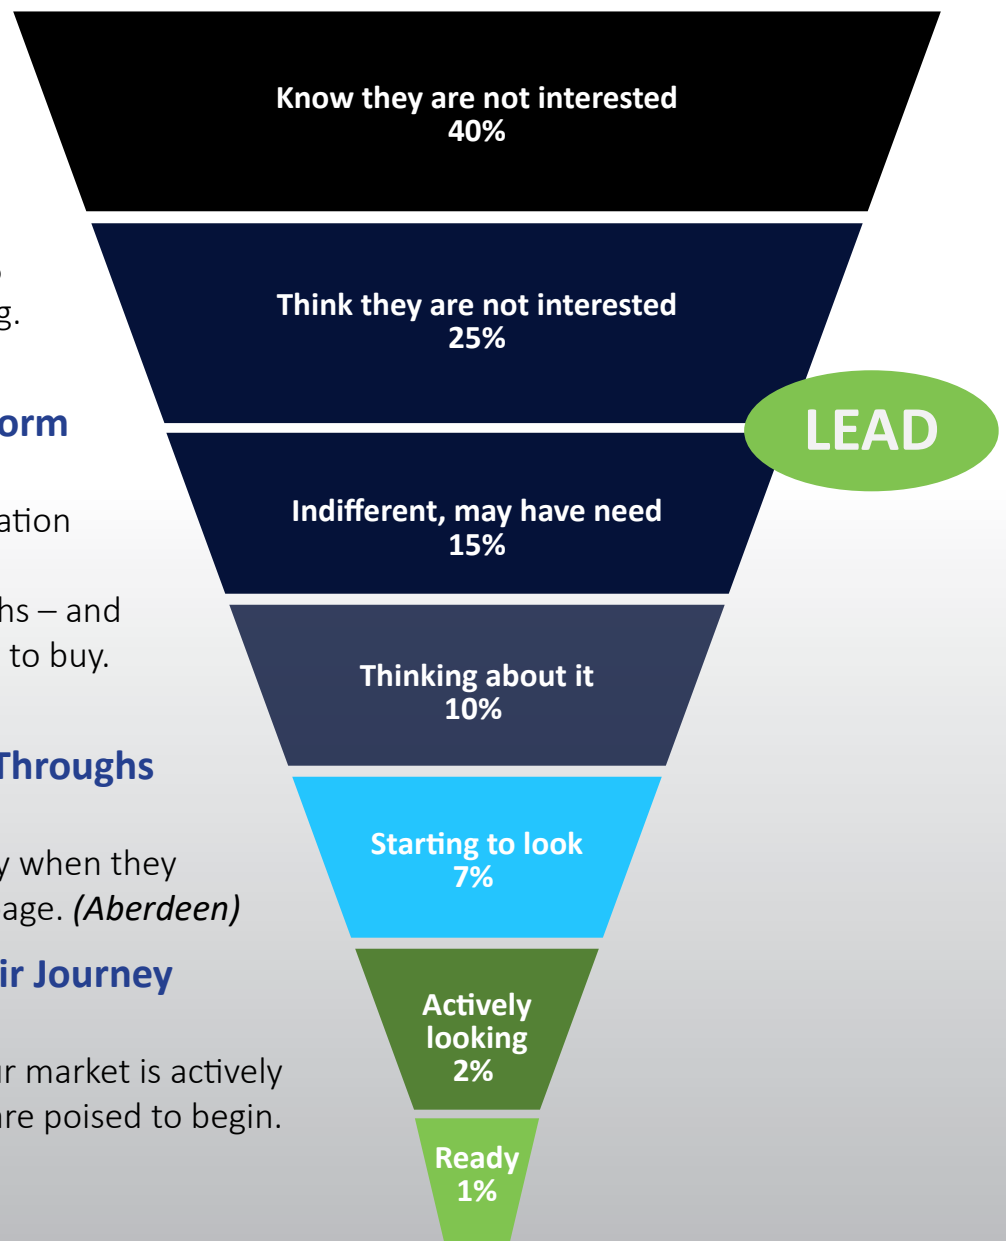 Know they are not interested
40%
Think they are not interested
25%
g.
orm
LEAD
Indifferent, may have need
15%
ation
hs – and
to buy.
Thinking about it
10%
Throughs
Starting to look
7%
y when they
age. (Aberdeen)
ir Journey
Actively
looking
2%
ur market is actively
are poised to begin.
Ready
1%